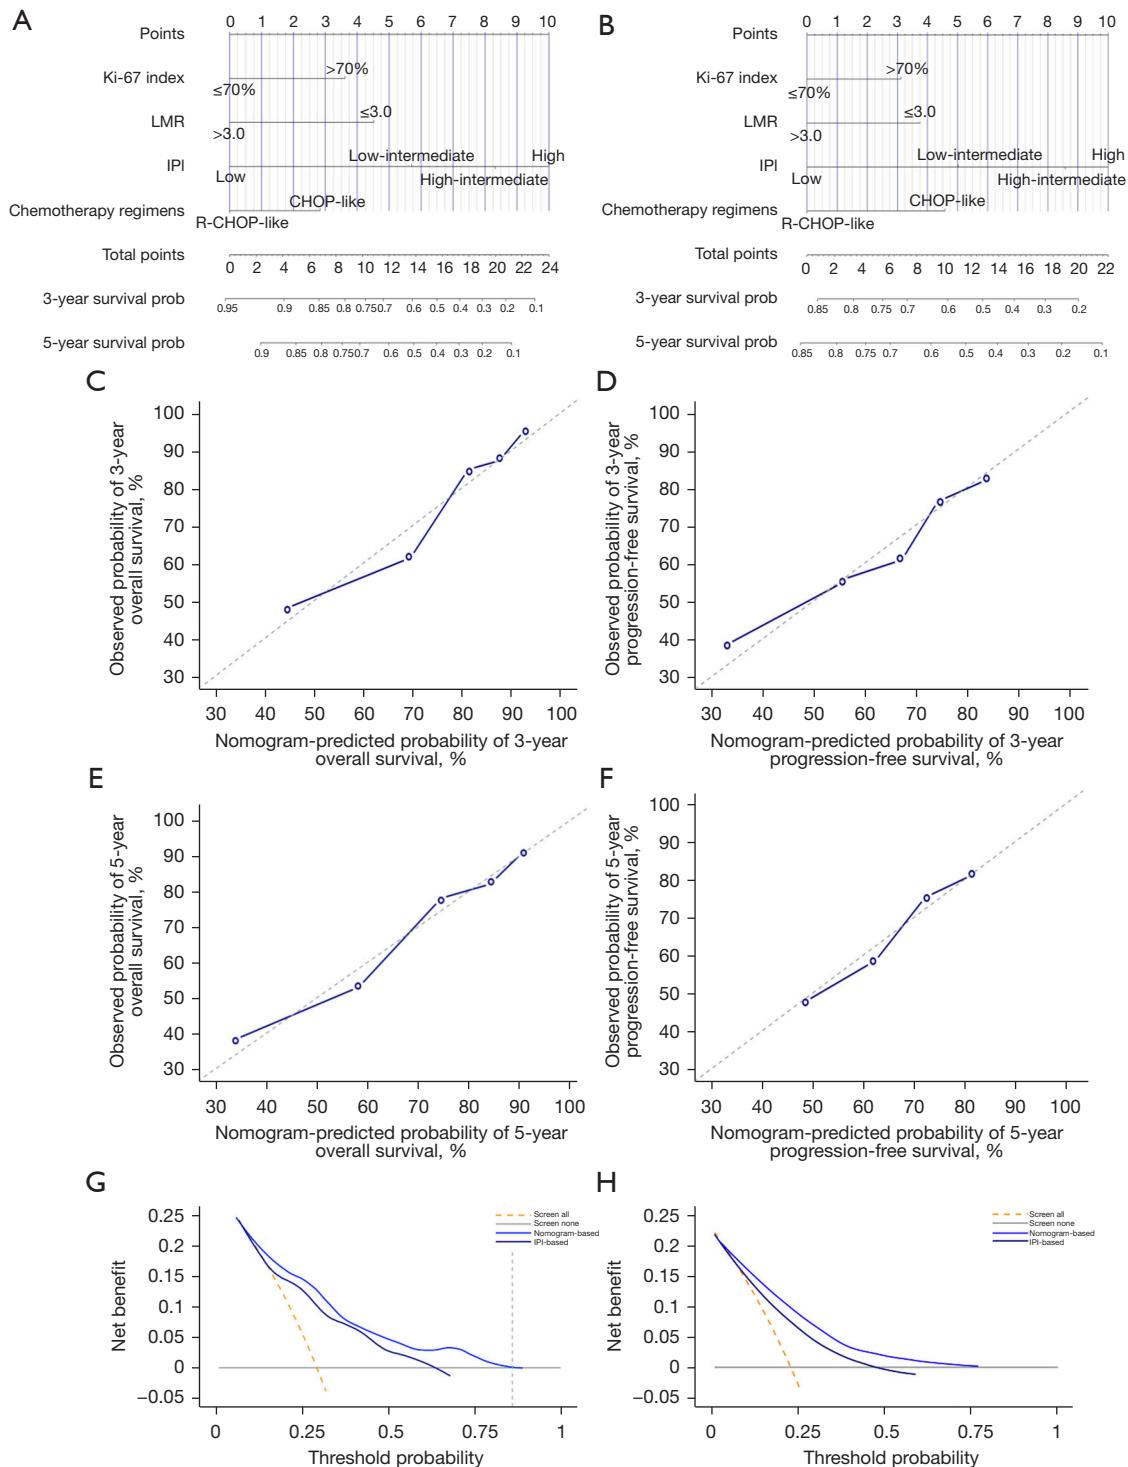 A
0 1 2 3 4 5 6 7 8 9 10
Points
Ki-67 index
>70%
≤70%
LMR
≤3.0
>3.0
IPI
Low-intermediate
High
Low
High-intermediate
Chemotherapy regimens
CHOP-like
R-CHOP-like
Total points
0 2 4 6 8 10 12 14 16 18 20 22 24
3-year survival prob
0.95 0.9 0.85 0.8 0.75 0.7 0.6 0.5 0.4 0.3 0.2 0.1
5-year survival prob
0.9 0.85 0.8 0.75 0.7 0.6 0.5 0.4 0.3 0.2 0.1
B
0 1 2 3 4 5 6 7 8 9 10
Points
Ki-67 index
>70%
≤70%
LMR
≤3.0
>3.0
IPI
Low-intermediate
High
Low
High-intermediate
Chemotherapy regimens
CHOP-like
R-CHOP-like
Total points
0 2 4 6 8 10 12 14 16 18 20 22
3-year survival prob
0.85 0.8 0.75 0.7 0.6 0.5 0.4 0.3 0.2
5-year survival prob
0.85 0.8 0.75 0.7 0.6 0.5 0.4 0.3 0.2 0.1
C
Observed probability of 3-year
overall survival, %
100
90
80
70
60
50
40
30
30 40 50 60 70 80 90 100
Nomogram-predicted probability of 3-year
overall survival, %
D
Observed probability of 3-year
progression-free survival, %
100
90
80
70
60
50
40
30
30 40 50 60 70 80 90 100
Nomogram-predicted probability of 3-year
progression-free survival, %
E
Observed probability of 5-year
overall survival, %
100
90
80
70
60
50
40
30
30 40 50 60 70 80 90 100
Nomogram-predicted probability of 5-year
overall survival, %
F
Observed probability of 5-year
progression-free survival, %
100
90
80
70
60
50
40
30
30 40 50 60 70 80 90 100
Nomogram-predicted probability of 5-year
progression-free survival, %
G
Net benefit
0.25
0.2
0.15
0.1
0.05
0
−0.05
Screen all
Screen none
Nomogram-based
IPI-based
0 0.25 0.5 0.75 1
Threshold probability
H
Net benefit
0.25
0.2
0.15
0.1
0.05
0
−0.05
Screen all
Screen none
Nomogram-based
IPI-based
0 0.25 0.5 0.75 1
Threshold probability